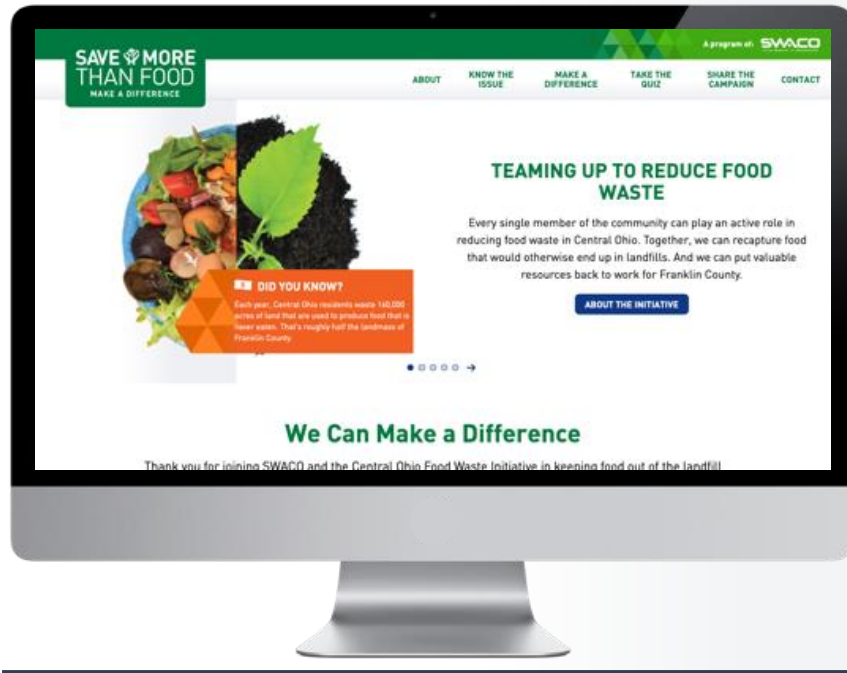 SAVE MORE
THAN FOOD
MAKE A DIFFERENCE
A program of: SWACO
ABOUT
KNOW THE
ISSUE
MAKE A
DIFFERENCE
TAKE THE
QUIZ
SHARE THE
CAMPAIGN
CONTACT
TEAMING UP TO REDUCE FOOD
WASTE
Every single member of the community can play an active role in
reducing food waste in Central Ohio. Together, we can recapture food
that would otherwise end up in landfills. And we can put valuable
resources back to work for Franklin County.
ABOUT THE INITIATIVE
DID YOU KNOW?
Each year, Central Ohio residents waste 160,000
acres of land that are used to produce food that is
never eaten. That's roughly half the landmass of
Franklin County
We Can Make a Difference
Thank you for joining SWACO and the Central Ohio Food Waste Initiative in keeping food out of the landfill